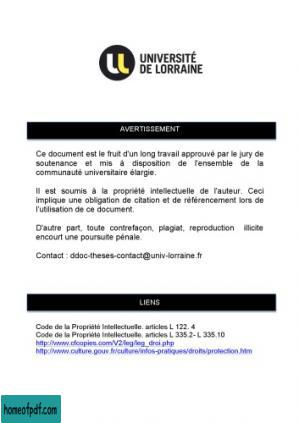 UNIVERSITÉ
DE LORRAINE
AVERTISSEMENT
Ce document est le fruit d'un long travail approuvé par le jury de
soutenance et mis à disposition de l'ensemble de la
communauté universitaire élargie.
Il est soumis à la propriété intellectuelle de l'auteur. Ceci
implique une obligation de citation et de référencement lors de
l'utilisation de ce document.
D'autre part, toute contrefaçon, plagiat, reproduction illicite
encourt une poursuite pénale.
Contact : ddoc-theses-contact@univ-lorraine.fr
LIENS
Code de la Propriété Intellectuelle. articles L 122. 4
Code de la Propriété Intellectuelle. articles L 335.2- L 335.10
http://www.cfcopies.com/V2/leg/leg_droi.php
http://www.culture.gouv.fr/culture/infos-pratiques/droits/protection.htm
homeofpdf.com